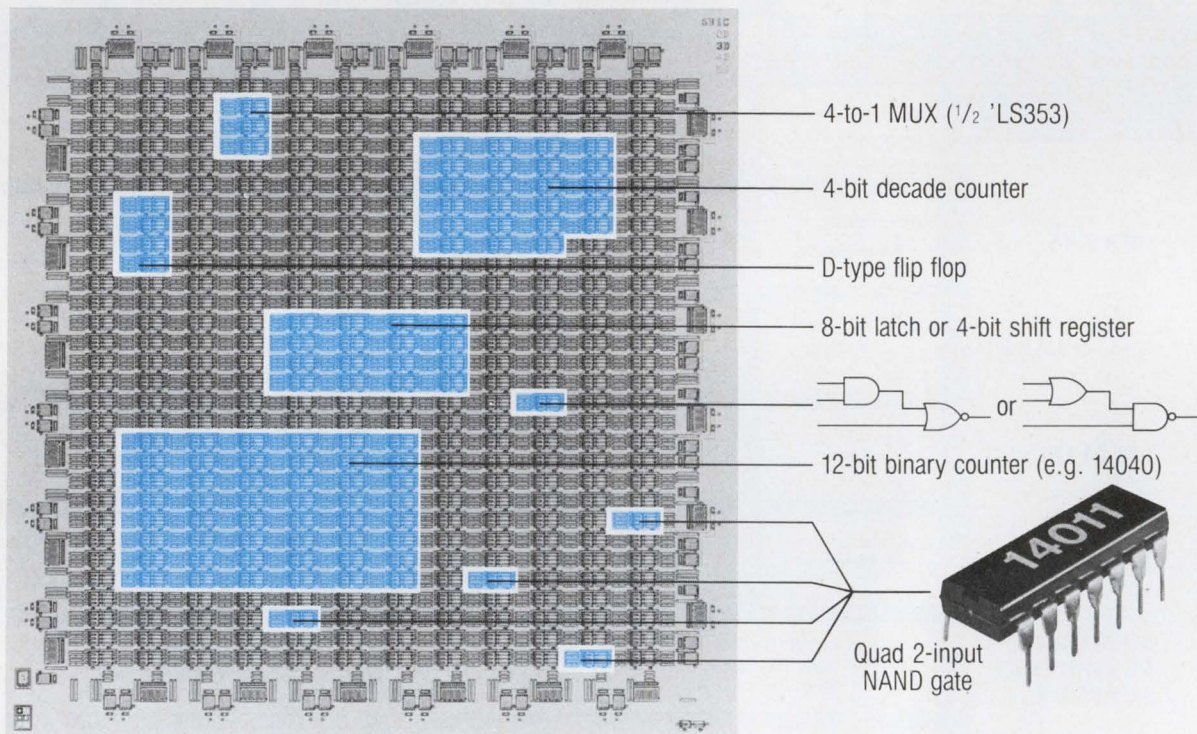 4-to-1 MUX (1/2 'LS353)
4-bit decade counter
D-type flip flop
8-bit latch or 4-bit shift register
or
12-bit binary counter (e.g. 14040)
14011
Quad 2-input
NAND gate